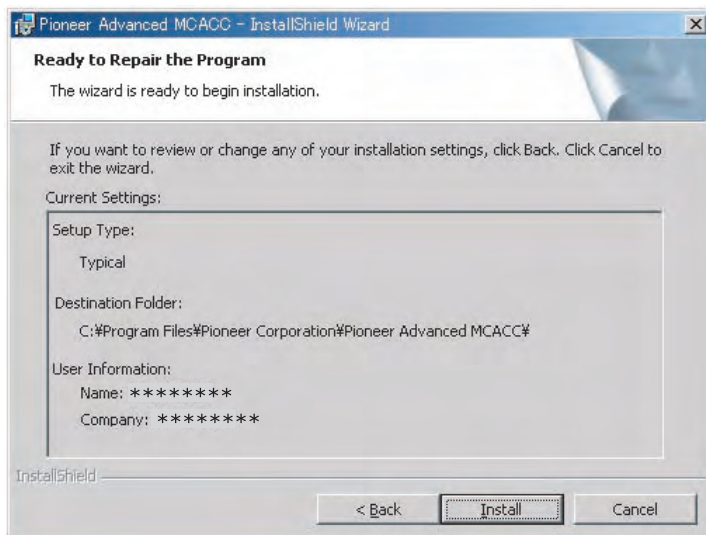 Pioneer Advanced MCACC - InstallShield Wizard
Ready to Repair the Program
The wizard is ready to begin installation.
If you want to review or change any of your installation settings, click Back. Click Cancel to
exit the wizard.
Current Settings:
Setup Type:
Typical
Destination Folder:
C:¥Program Files¥Pioneer Corporation¥Pioneer Advanced MCACC¥
User Information:
Name: ********
Company: ********
InstallShield
< Back
Install
Cancel